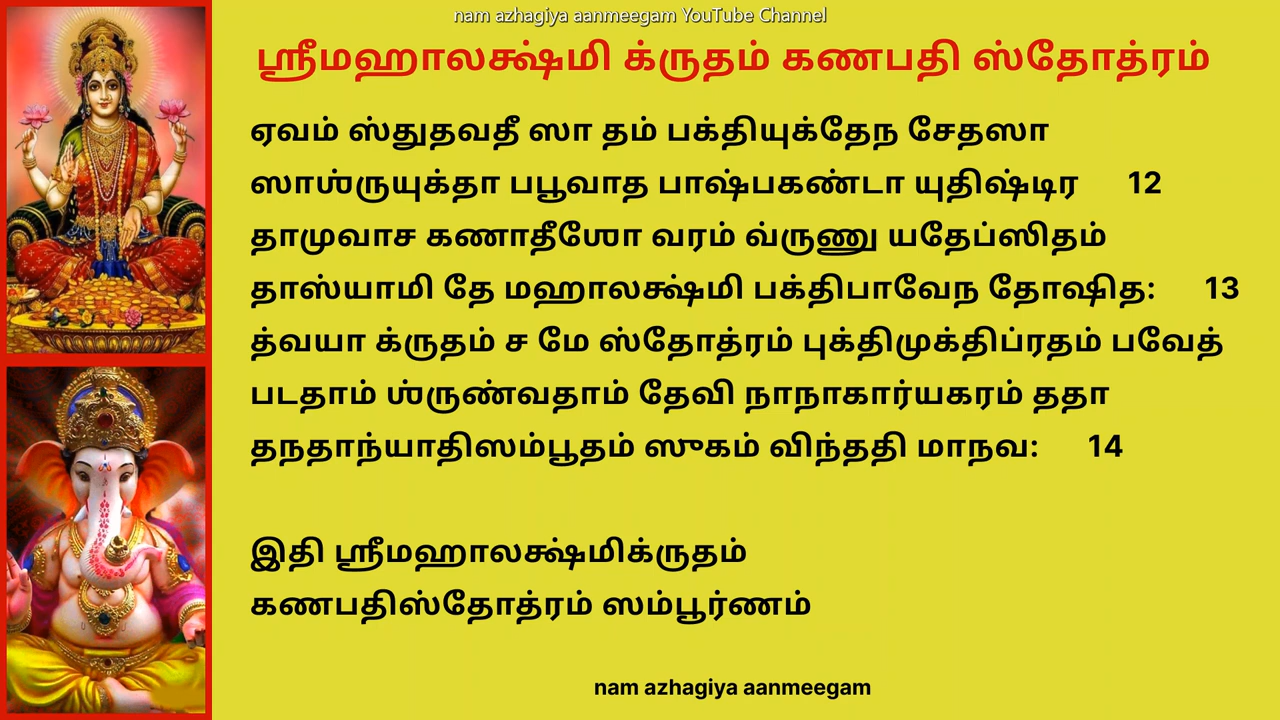 nam azhagiya aanmeegam YouTube Channel
ஶ்ரீமஹாலக்ஷ்மி க்ருதம் கணபதி ஸ்தோத்ரம்
ஏவம் ஸ்துதவதீ ஸா தம் பக்தியுக்தேந சேதஸா
ஸாஶ்ருயுக்தா பபூவாத பாஷ்பகண்டா யுதிஷ்டிர 12
தாமுவாச கணாதீஶோ வரம் வ்ருணு யதேப்ஸிதம்
தாஸ்யாமி தே மஹாலக்ஷ்மி பக்திபாவேந தோஷித: 13
த்வயா க்ருதம் ச மே ஸ்தோத்ரம் புக்திமுக்திப்ரதம் பவேத்
படதாம் ஶ்ருண்வதாம் தேவி நாநாகார்யகரம் ததா
தநதாந்யாதிஸம்பூதம் ஸுகம் விந்ததி மாநவ: 14
இதி ஶ்ரீமஹாலக்ஷ்மிக்ருதம்
கணபதிஸ்தோத்ரம் ஸம்பூர்ணம்
nam azhagiya aanmeegam